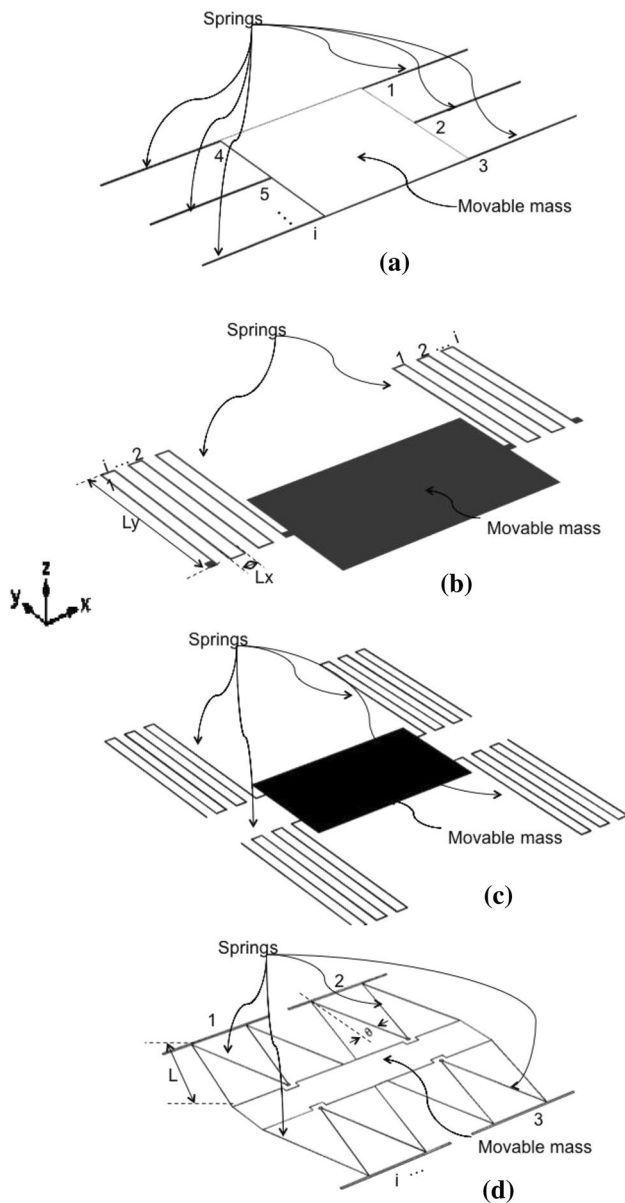 Springs
1
2
3
4
5
...
i
Movable mass
(a)
Springs
1 2 ... i
i ... 2
1
Ly
Lx
Movable mass
(b)
z
y
x
Springs
Movable mass
(c)
Springs
1
2
θ
L
3
Movable mass
i ...
(d)